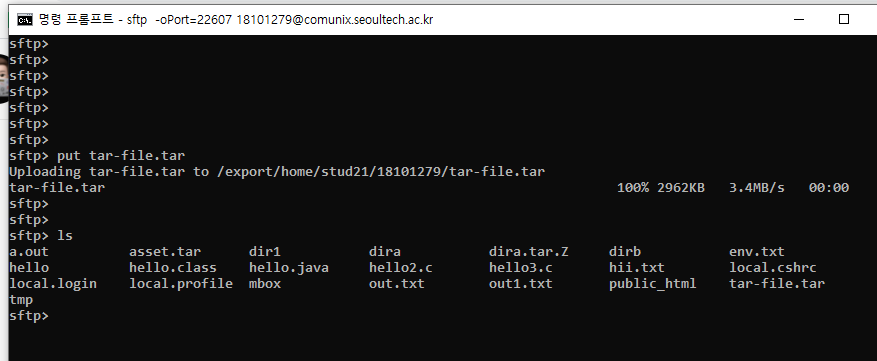 명령 프롬프트 - sftp -oPort=22607 18101279@comunix.seoultech.ac.kr
sftp>
sftp>
sftp>
sftp>
sftp>
sftp>
sftp>
sftp> put tar-file.tar
Uploading tar-file.tar to /export/home/stud21/18101279/tar-file.tar
tar-file.tar 100% 2962KB 3.4MB/s 00:00
sftp>
sftp>
sftp> ls
a.out asset.tar dir1 dira dira.tar.Z dirb env.txt
hello hello.class hello.java hello2.c hello3.c hii.txt local.cshrc
local.login local.profile mbox out.txt out1.txt public_html tar-file.tar
tmp
sftp>